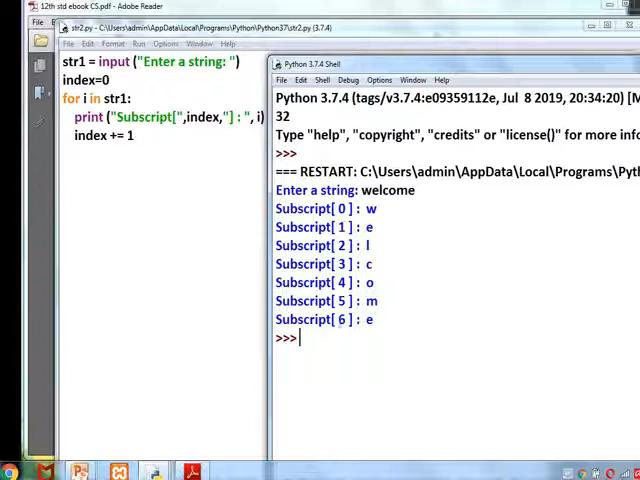 12th std ebook CS.pdf - Adobe Reader
File
str2.py - C:\Users\admin\AppData\Local\Programs\Python\Python37\str2.py (3.7.4)
File Edit Format Run Options Window Help
str1 = input ("Enter a string: ")
index=0
for i in str1:
print ("Subscript[",index,"] : ", i)
index += 1
Python 3.7.4 Shell
File Edit Shell Debug Options Window Help
Python 3.7.4 (tags/v3.7.4:e09359112e, Jul 8 2019, 20:34:20) [M
32
Type "help", "copyright", "credits" or "license()" for more info
>>>
=== RESTART: C:\Users\admin\AppData\Local\Programs\Pyth
Enter a string: welcome
Subscript[ 0 ] : w
Subscript[ 1 ] : e
Subscript[ 2 ] : l
Subscript[ 3 ] : c
Subscript[ 4 ] : o
Subscript[ 5 ] : m
Subscript[ 6 ] : e
>>>